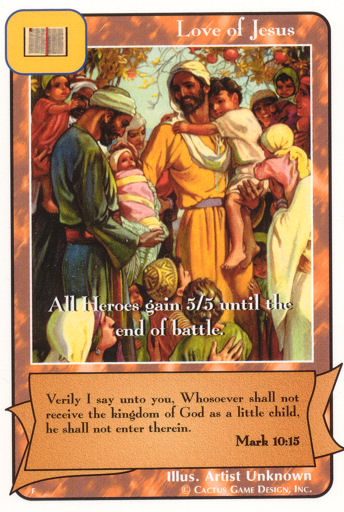 Love of Jesus
All Heroes gain 5/5 until the
end of battle.
Verily I say unto you, Whosoever shall not
receive the kingdom of God as a little child,
he shall not enter therein.
Mark 10:15
Illus. Artist Unknown
F
© Cactus Game Design, Inc.